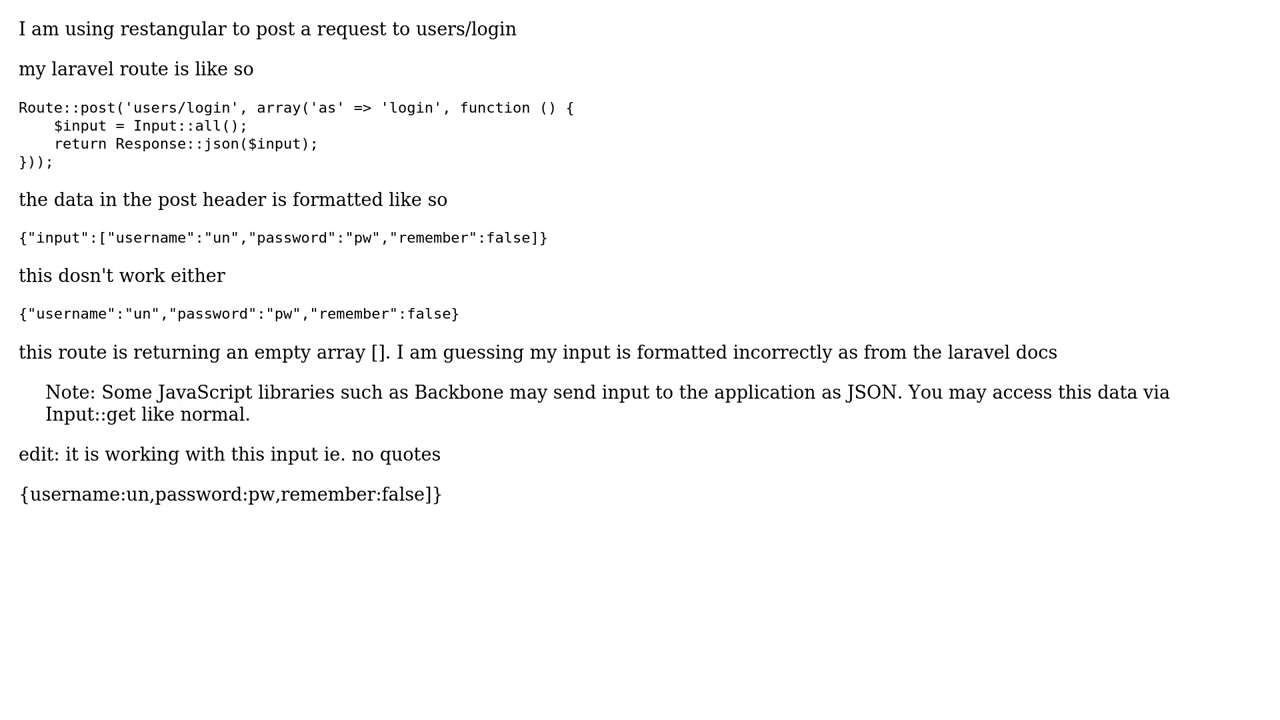 I am using restangular to post a request to users/login
my laravel route is like so
Route::post('users/login', array('as' => 'login', function () {
    $input = Input::all();
    return Response::json($input);
}));
the data in the post header is formatted like so
{"input":["username":"un","password":"pw","remember":false]}
this dosn't work either
{"username":"un","password":"pw","remember":false}
this route is returning an empty array []. I am guessing my input is formatted incorrectly as from the laravel docs
Note: Some JavaScript libraries such as Backbone may send input to the application as JSON. You may access this data via
Input::get like normal.
edit: it is working with this input ie. no quotes
{username:un,password:pw,remember:false]}